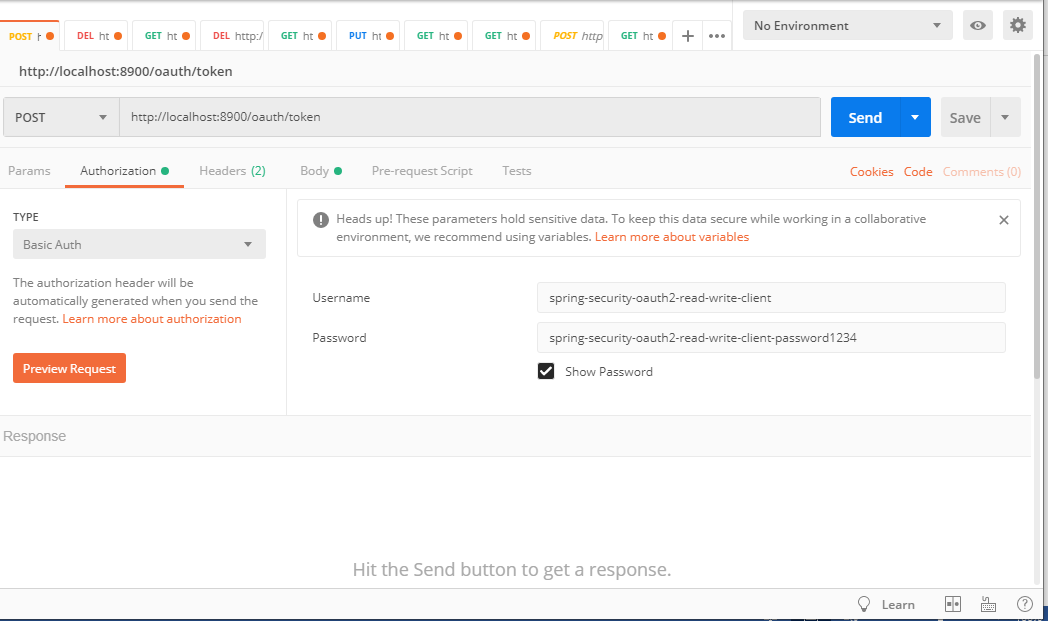 POST h DEL ht GET ht DEL http:/ GET ht PUT ht GET ht GET ht POST http GET ht No Environment
http://localhost:8900/oauth/token
POST http://localhost:8900/oauth/token Send Save
Params Authorization Headers (2) Body Pre-request Script Tests Cookies Code Comments (0)
TYPE
Basic Auth
The authorization header will be
automatically generated when you send the
request. Learn more about authorization
Preview Request
Heads up! These parameters hold sensitive data. To keep this data secure while working in a collaborative
environment, we recommend using variables. Learn more about variables
Username spring-security-oauth2-read-write-client
Password spring-security-oauth2-read-write-client-password1234
Show Password
Response
Hit the Send button to get a response.
Learn